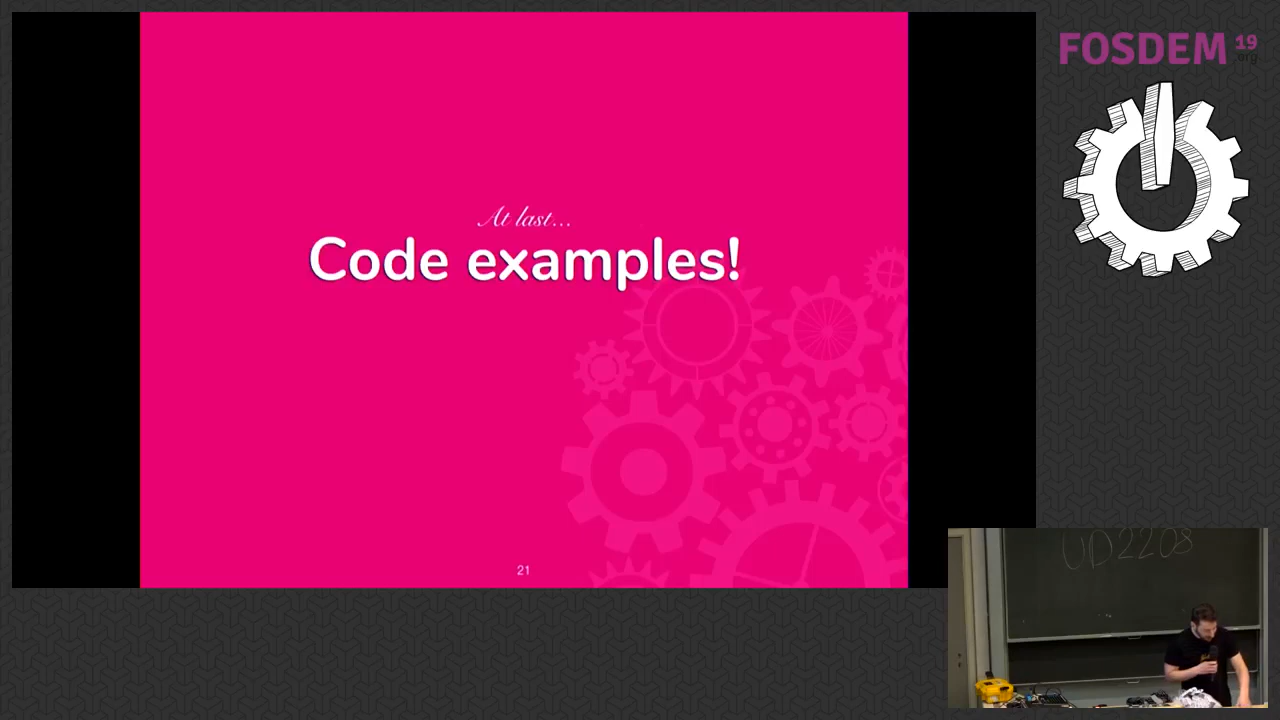 FOSDEM 19
.org
At last...
Code examples!
21
UD2208